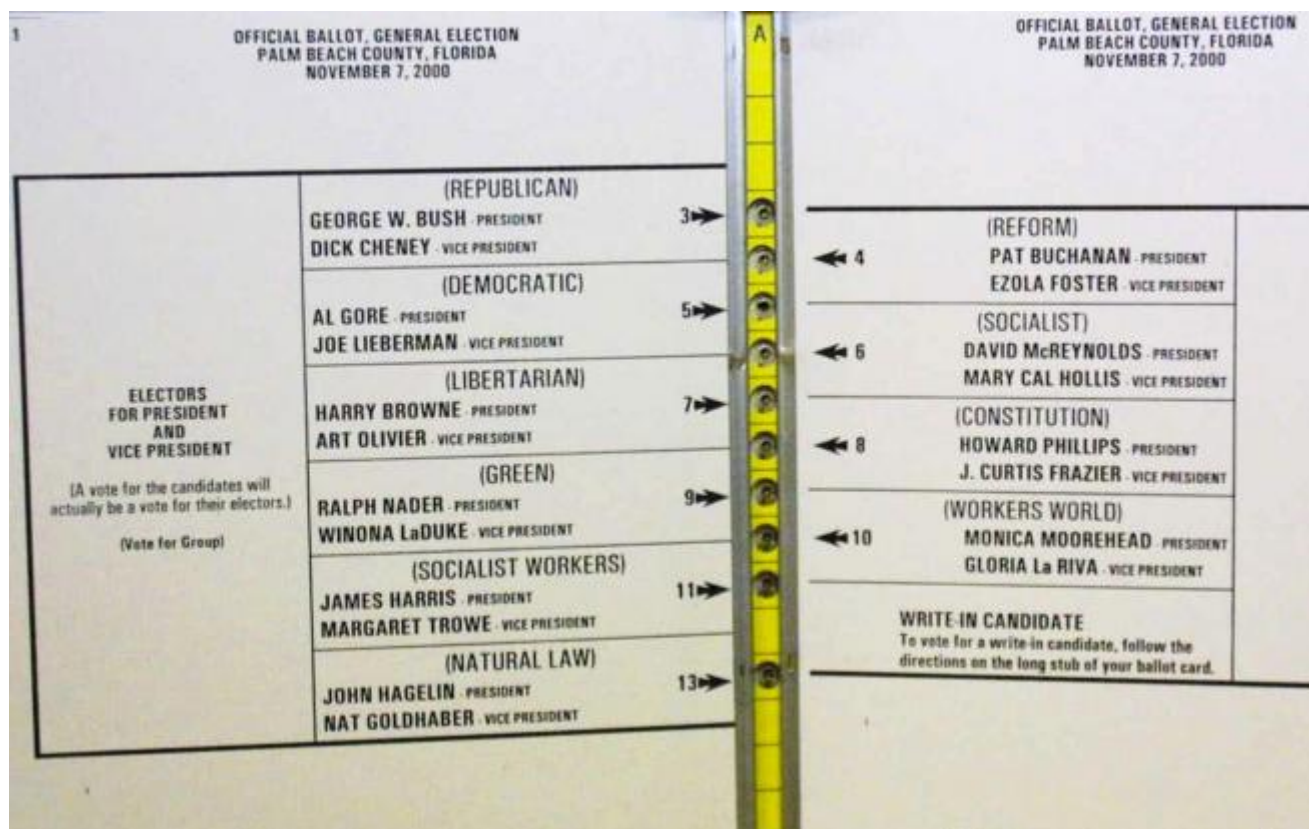 1
OFFICIAL BALLOT, GENERAL ELECTION
PALM BEACH COUNTY, FLORIDA
NOVEMBER 7, 2000
ELECTORS
FOR PRESIDENT
AND
VICE PRESIDENT
(A vote for the candidates will
actually be a vote for their electors.)
(Vote for Group)
(REPUBLICAN)
GEORGE W. BUSH - PRESIDENT 3
DICK CHENEY - VICE PRESIDENT
(DEMOCRATIC)
AL GORE - PRESIDENT 5
JOE LIEBERMAN - VICE PRESIDENT
(LIBERTARIAN)
HARRY BROWNE - PRESIDENT 7
ART OLIVIER - VICE PRESIDENT
(GREEN)
RALPH NADER - PRESIDENT 9
WINONA LaDUKE - VICE PRESIDENT
(SOCIALIST WORKERS)
JAMES HARRIS - PRESIDENT 11
MARGARET TROWE - VICE PRESIDENT
(NATURAL LAW)
JOHN HAGELIN - PRESIDENT 13
NAT GOLDHABER - VICE PRESIDENT
A
OFFICIAL BALLOT, GENERAL ELECTION
PALM BEACH COUNTY, FLORIDA
NOVEMBER 7, 2000
(REFORM)
4 PAT BUCHANAN - PRESIDENT
EZOLA FOSTER - VICE PRESIDENT
(SOCIALIST)
6 DAVID McREYNOLDS - PRESIDENT
MARY CAL HOLLIS - VICE PRESIDENT
(CONSTITUTION)
8 HOWARD PHILLIPS - PRESIDENT
J. CURTIS FRAZIER - VICE PRESIDENT
(WORKERS WORLD)
10 MONICA MOOREHEAD - PRESIDENT
GLORIA La RIVA - VICE PRESIDENT
WRITE-IN CANDIDATE
To vote for a write-in candidate, follow the
directions on the long stub of your ballot card.